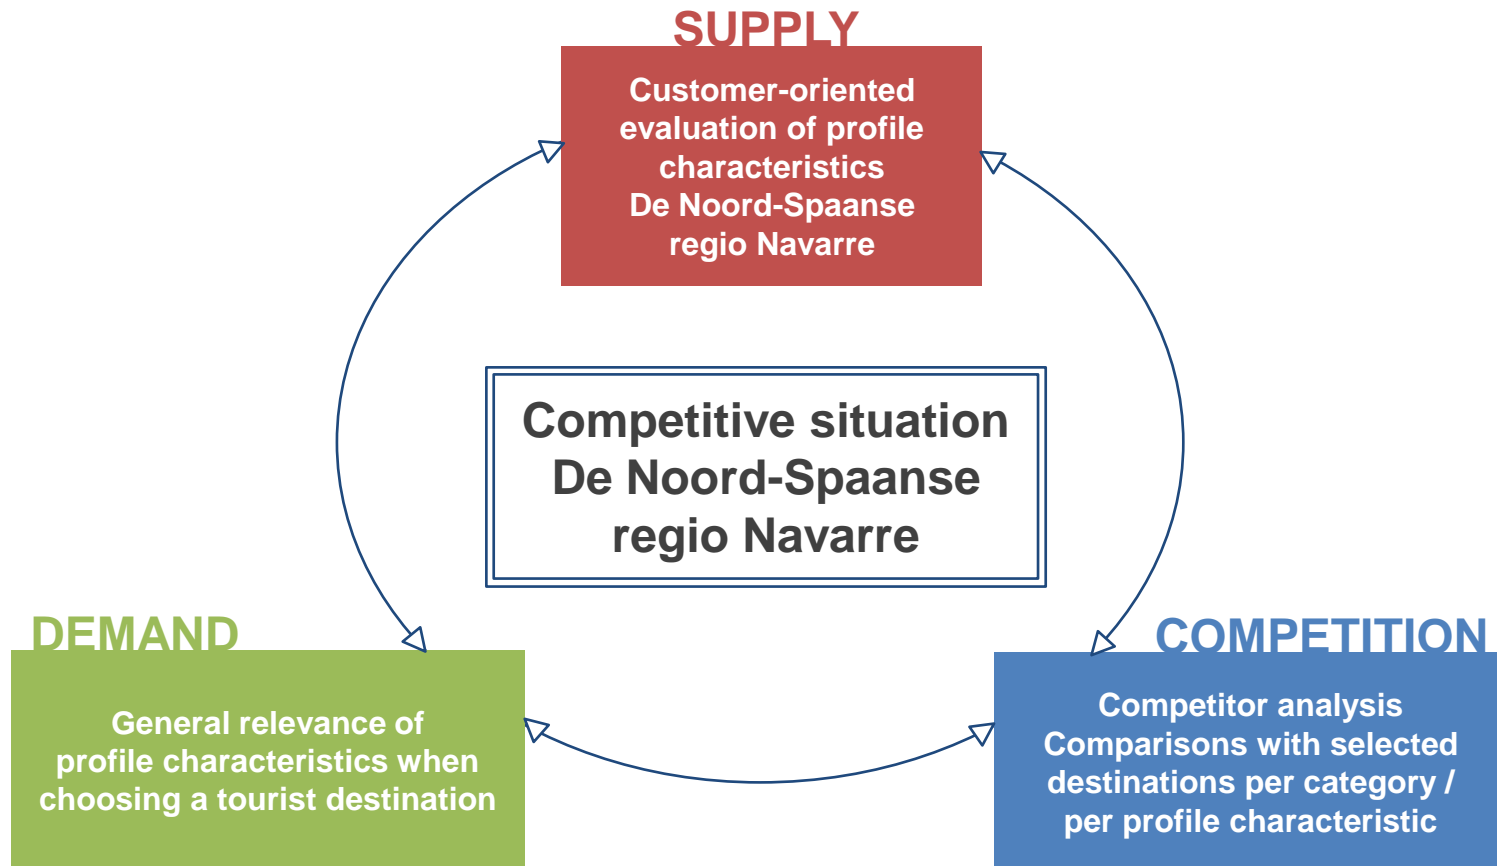 SUPPLY
Customer-oriented
evaluation of profile
characteristics
De Noord-Spaanse
regio Navarre
Competitive situation
De Noord-Spaanse
regio Navarre
DEMAND
General relevance of
profile characteristics when
choosing a tourist destination
COMPETITION
Competitor analysis
Comparisons with selected
destinations per category /
per profile characteristic